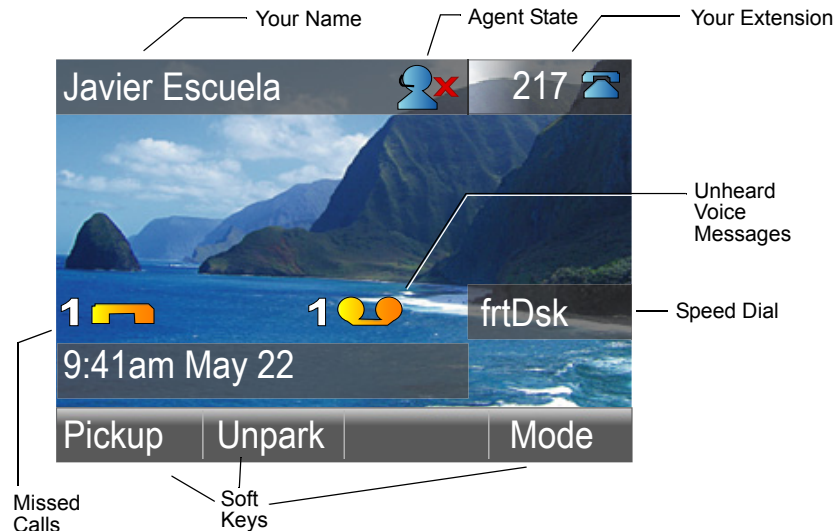 Your Name
Agent State
Your Extension
Javier Escuela
217
Unheard
Voice
Messages
1
1
frtDsk
Speed Dial
9:41am May 22
Pickup
Unpark
Mode
Missed
Calls
Soft
Keys